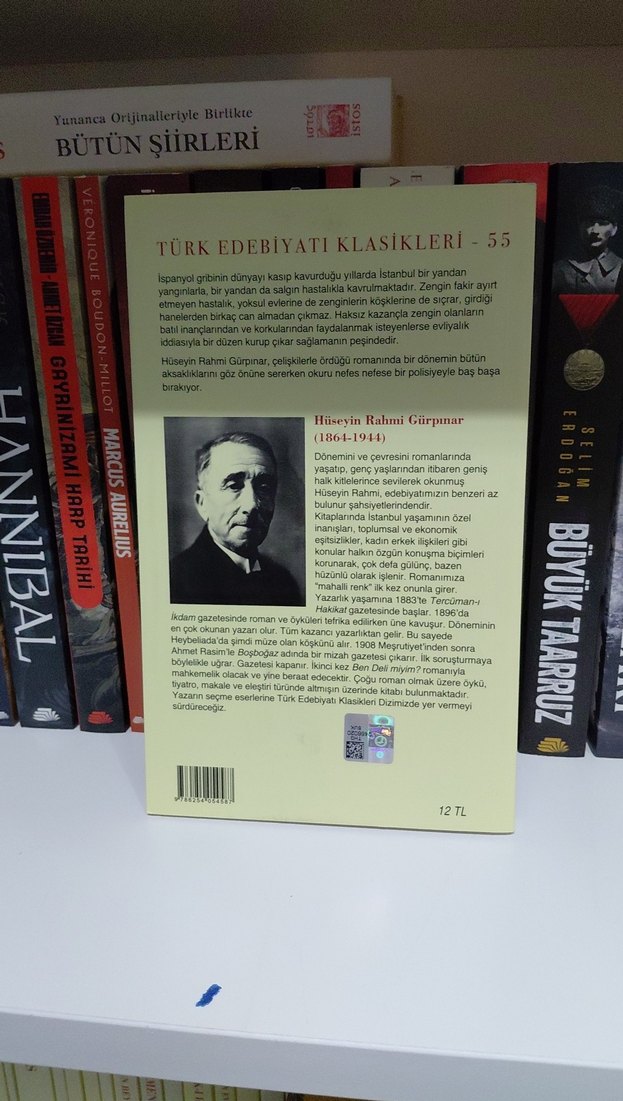 Yunanca Orijinalleriyle Birlikte
BÜTÜN ŞİİRLERİ
istos
HANNIBAL
GAYRİNİZAMİ HARP TARİHİ
VERONIQUE BOUDON-MILLOT
MARCUS AURELIUS
TÜRK EDEBİYATI KLASİKLERİ - 55
İspanyol gribinin dünyayı kasıp kavurduğu yıllarda İstanbul bir yandan
yangınlarla, bir yandan da salgın hastalıkla kavrulmaktadır. Zengin fakir ayırt
etmeyen hastalık, yoksul evlerine de zenginlerin köşklerine de sıçrar, girdiği
hanelerden birkaç can almadan çıkmaz. Haksız kazançla zengin olanların
batıl inançlarından ve korkularından faydalanmak isteyenlerse evliyalık
iddiasıyla bir düzen kurup çıkar sağlamanın peşindedir.
Hüseyin Rahmi Gürpınar, çelişkilerle ördüğü romanında bir dönemin bütün
aksaklıklarını göz önüne sererken okuru nefes nefese bir polisiyeyle baş başa
bırakıyor.
Hüseyin Rahmi Gürpınar
(1864-1944)
Dönemini ve çevresini romanlarında
yaşatıp, genç yaşlarından itibaren geniş
halk kitlelerince sevilerek okunmuş
Hüseyin Rahmi, edebiyatımızın benzeri az
bulunur şahsiyetlerindendir.
Kitaplarında İstanbul yaşamının özel
inanışları, toplumsal ve ekonomik
eşitsizlikler, kadın erkek ilişkileri gibi
konular halkın özgün konuşma biçimleri
korunarak, çok defa gülünç, bazen
hüzünlü olarak işlenir. Romanımıza
"mahalli renk" ilk kez onunla girer.
Yazarlık yaşamına 1883'te Tercüman-ı
Hakikat gazetesinde başlar. 1896'da
İkdam gazetesinde roman ve öyküleri tefrika edilirken üne kavuşur. Döneminin
en çok okunan yazarı olur. Tüm kazancı yazarlıktan gelir. Bu sayede
Heybeliada'da şimdi müze olan köşkünü alır. 1908 Meşrutiyet'inden sonra
Ahmet Rasim'le Boşboğaz adında bir mizah gazetesi çıkarır. İlk soruşturmaya
böylelikle uğrar. Gazetesi kapanır. İkinci kez Ben Deli miyim? romanıyla
mahkemelik olacak ve yine beraat edecektir. Çoğu roman olmak üzere öykü,
tiyatro, makale ve eleştiri türünde altmışın üzerinde kitabı bulunmaktadır.
Yazarın seçme eserlerine Türk Edebiyatı Klasikleri Dizimizde yer vermeyi
sürdüreceğiz.
9 786254 054587
12 TL
SELİM ERDOĞAN
BÜYÜK TAARRUZ